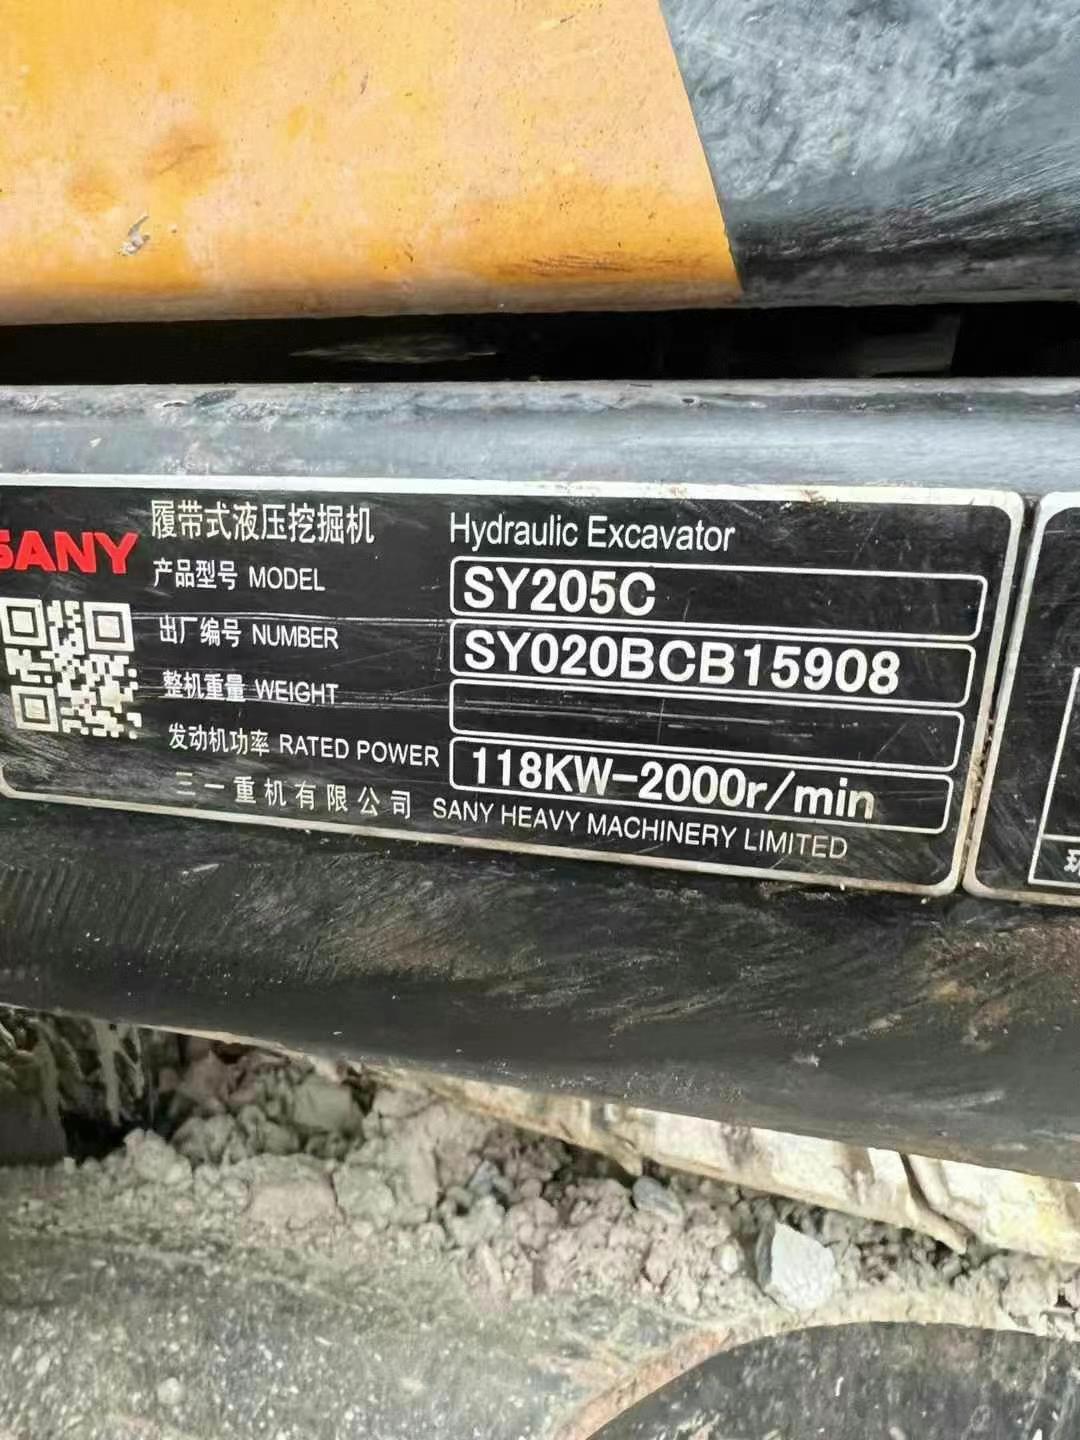 SANY
履带式液压挖掘机 Hydraulic Excavator
产品型号 MODEL SY205C
出厂编号 NUMBER SY020BCB15908
整机重量 WEIGHT
发动机功率 RATED POWER 118KW-2000r/min
三一重机有限公司 SANY HEAVY MACHINERY LIMITED